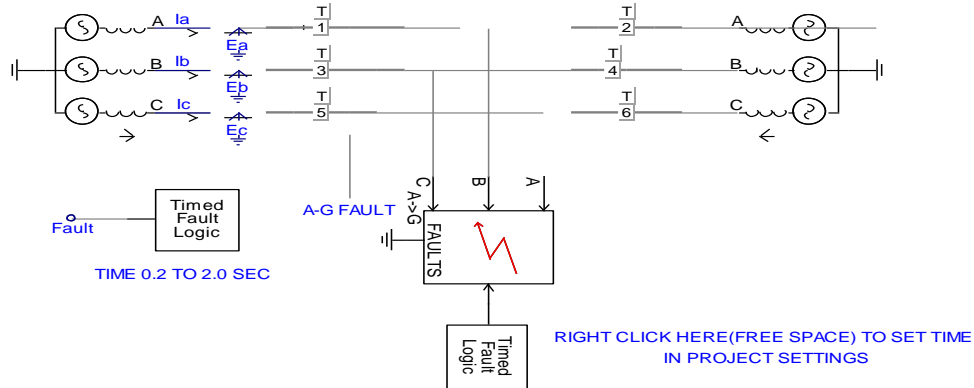 A Ia Ea T 1 T 2 A
B Ib Eb T 3 T 4 B
C Ic Ec T 5 T 6 C
Fault
Timed
Fault
Logic
TIME 0.2 TO 2.0 SEC
A-G FAULT
C B A
A->G
FAULTS
Timed
Fault
Logic
RIGHT CLICK HERE(FREE SPACE) TO SET TIME
IN PROJECT SETTINGS